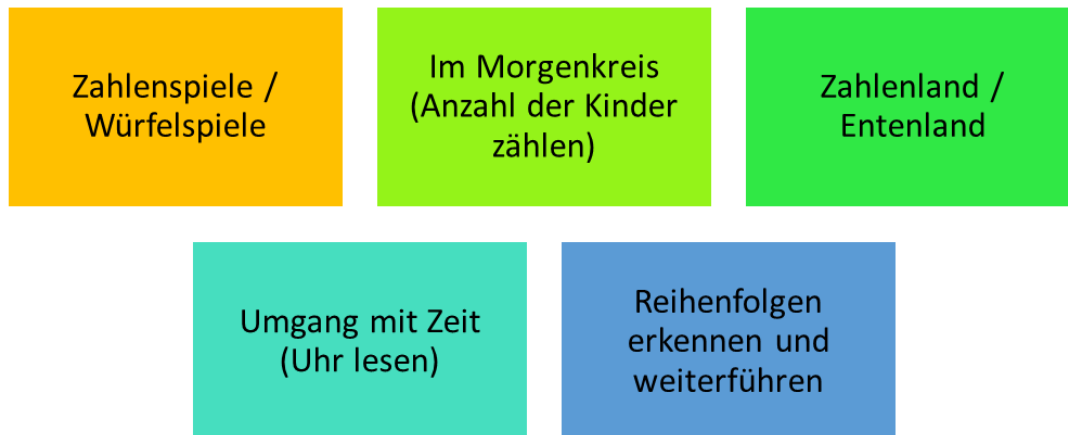 Zahlenspiele /
Würfelspiele
Im Morgenkreis
(Anzahl der Kinder
zählen)
Zahlenland /
Entenland
Umgang mit Zeit
(Uhr lesen)
Reihenfolgen
erkennen und
weiterführen